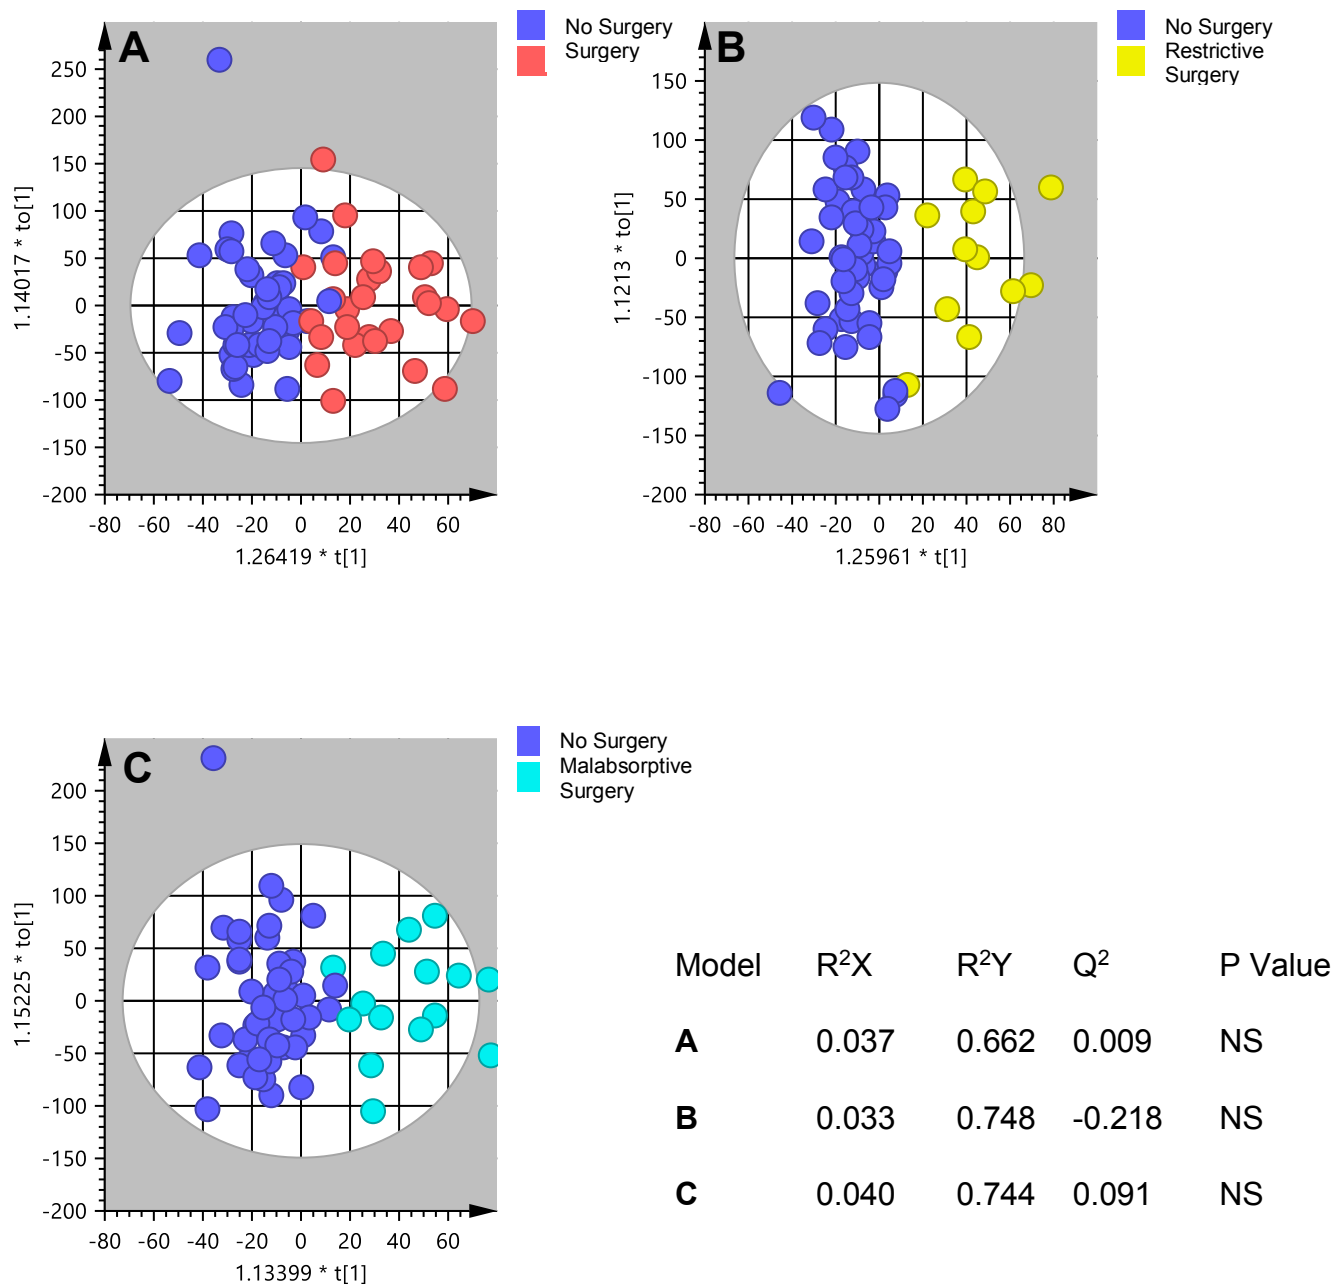 A
No Surgery
Surgery
250
200
150
100
50
0
-50
-100
-150
-200
-80 -60 -40 -20 0 20 40 60
1.14017 * to[1]
1.26419 * t[1]
B
No Surgery
Restrictive
Surgery
150
100
50
0
-50
-100
-150
-200
-80 -60 -40 -20 0 20 40 60 80
1.1213 * to[1]
1.25961 * t[1]
C
No Surgery
Malabsorptive
Surgery
200
150
100
50
0
-50
-100
-150
-200
-80 -60 -40 -20 0 20 40 60
1.15225 * to[1]
1.13399 * t[1]
Model R²X R²Y Q² P Value
A 0.037 0.662 0.009 NS
B 0.033 0.748 -0.218 NS
C 0.040 0.744 0.091 NS